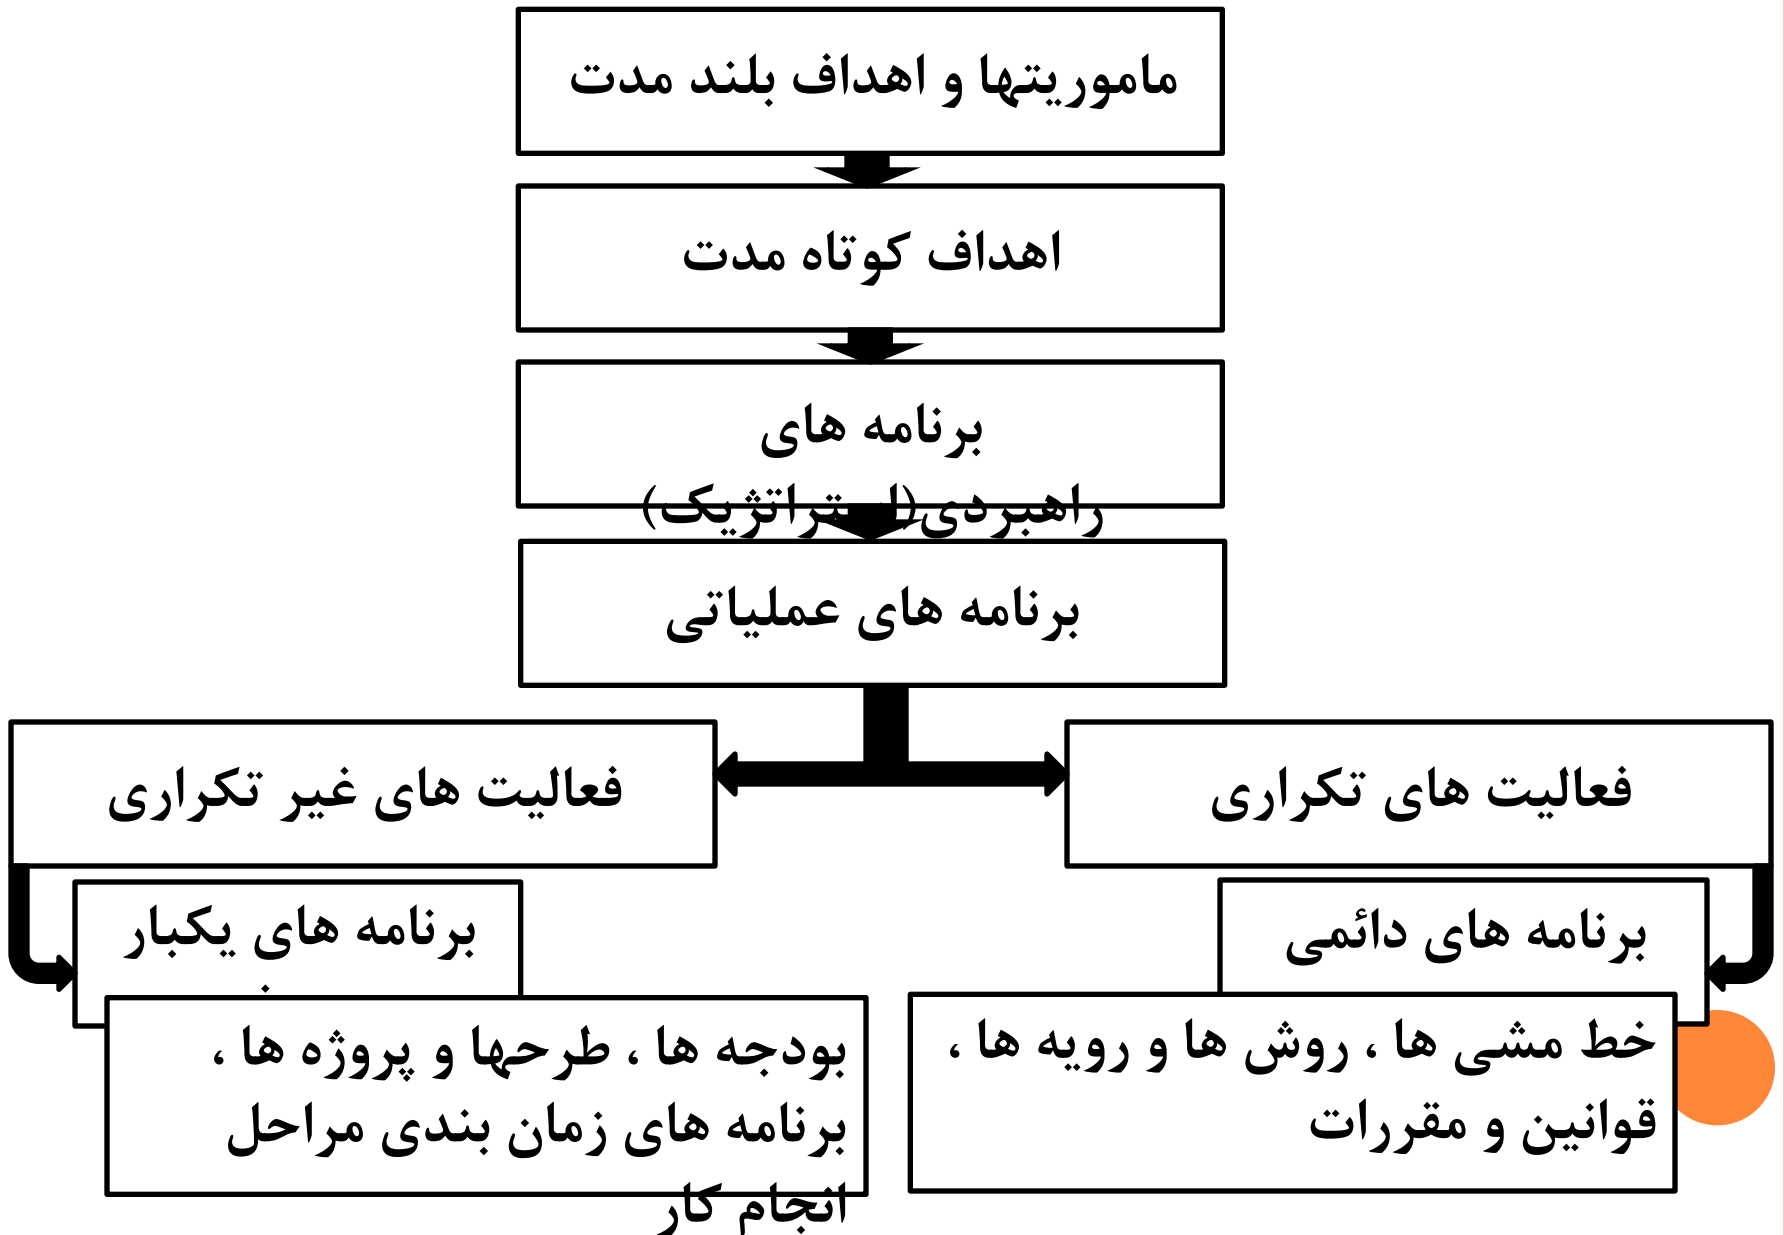 ماموریتها و اهداف بلند مدت
اهداف کوتاه مدت
برنامه های
راهبردی(استراتژیک)
برنامه های عملیاتی
فعالیت های تکراری
فعالیت های غیر تکراری
برنامه های دائمی
برنامه های یکبار
خط مشی ها ، روش ها و رویه ها ،
قوانین و مقررات
بودجه ها ، طرحها و پروژه ها ،
برنامه های زمان بندی مراحل
انجام کار